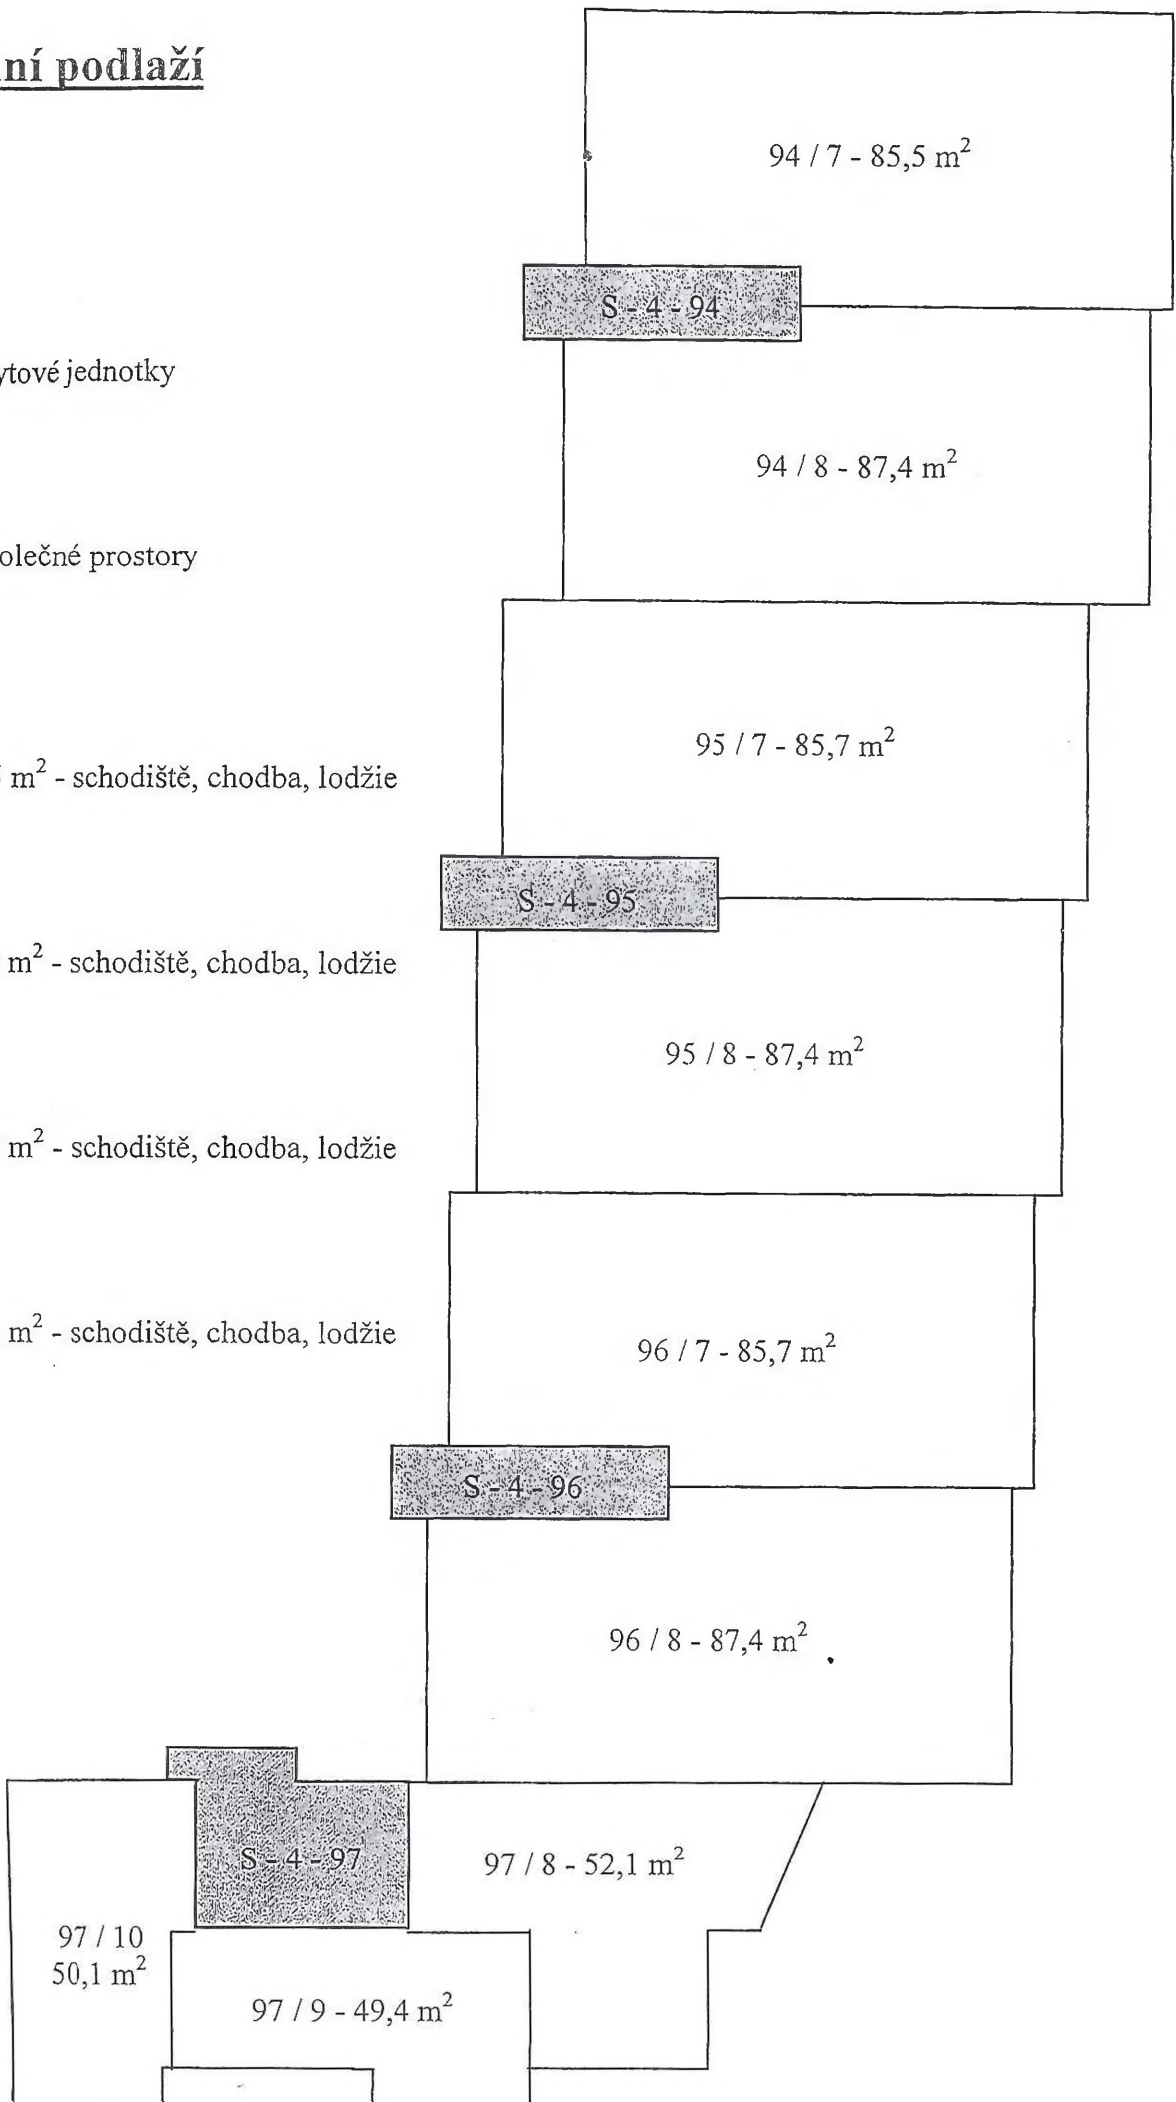 ní podlaží
94 / 7 - 85,5 m²
S - 4 - 94
ytové jednotky
94 / 8 - 87,4 m²
olečné prostory
95 / 7 - 85,7 m²
m² - schodiště, chodba, lodžie
S - 4 - 95
m² - schodiště, chodba, lodžie
95 / 8 - 87,4 m²
m² - schodiště, chodba, lodžie
m² - schodiště, chodba, lodžie
96 / 7 - 85,7 m²
S - 4 - 96
96 / 8 - 87,4 m²
S - 4 - 97
97 / 8 - 52,1 m²
97 / 10
50,1 m²
97 / 9 - 49,4 m²